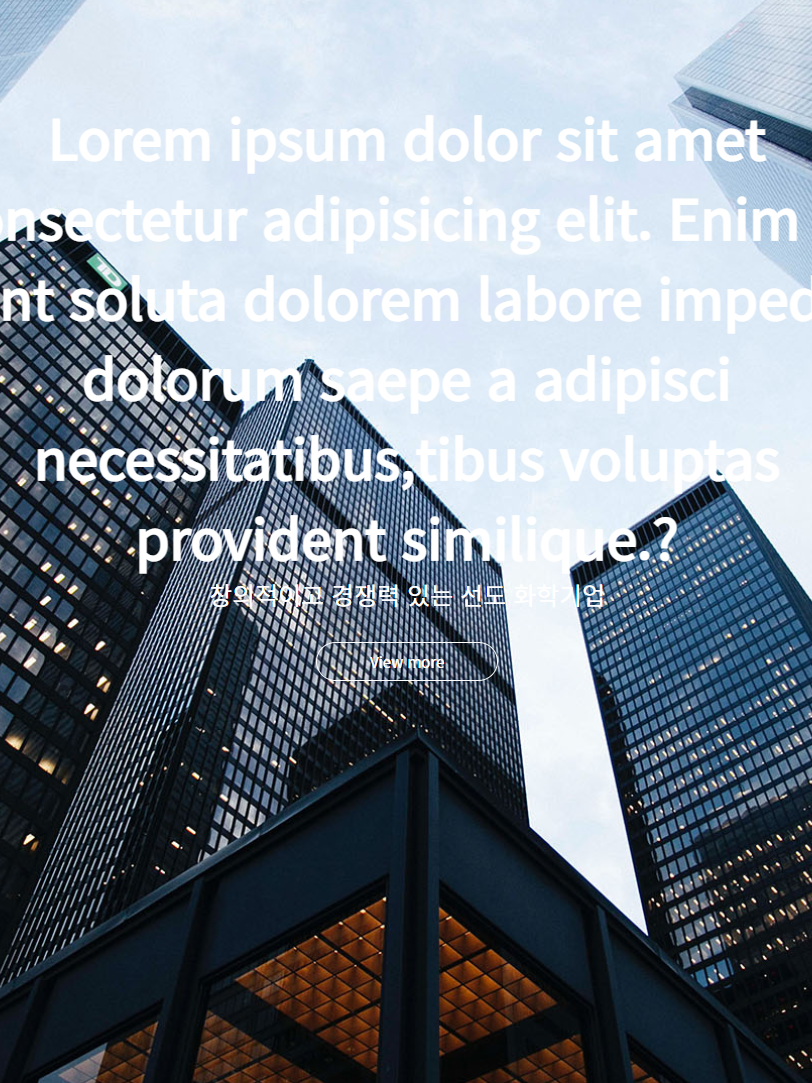 Lorem ipsum dolor sit amet
onsectetur adipisicing elit. Enim
nt soluta dolorem labore imped
dolorum saepe a adipisci
necessitatibus,tibus voluptas
provident similique.?
창의적이고 경쟁력 있는 선도 화학기업
View more
TD